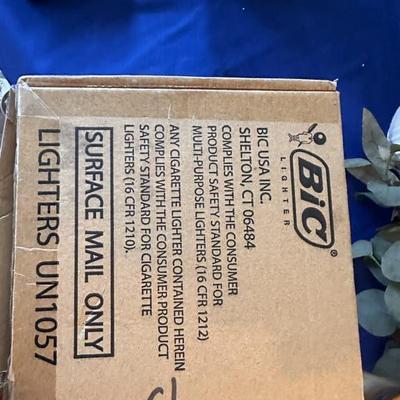 BiC®
LIGHTER
BIC USA INC.
SHELTON, CT 06484
COMPLIES WITH THE CONSUMER
PRODUCT SAFETY STANDARD FOR
MULTI-PURPOSE LIGHTERS (16 CFR 1212)
ANY CIGARETTE LIGHTER CONTAINED HEREIN
COMPLIES WITH THE CONSUMER PRODUCT
SAFETY STANDARD FOR CIGARETTE
LIGHTERS (16 CFR 1210).
SURFACE MAIL ONLY
LIGHTERS UN1057